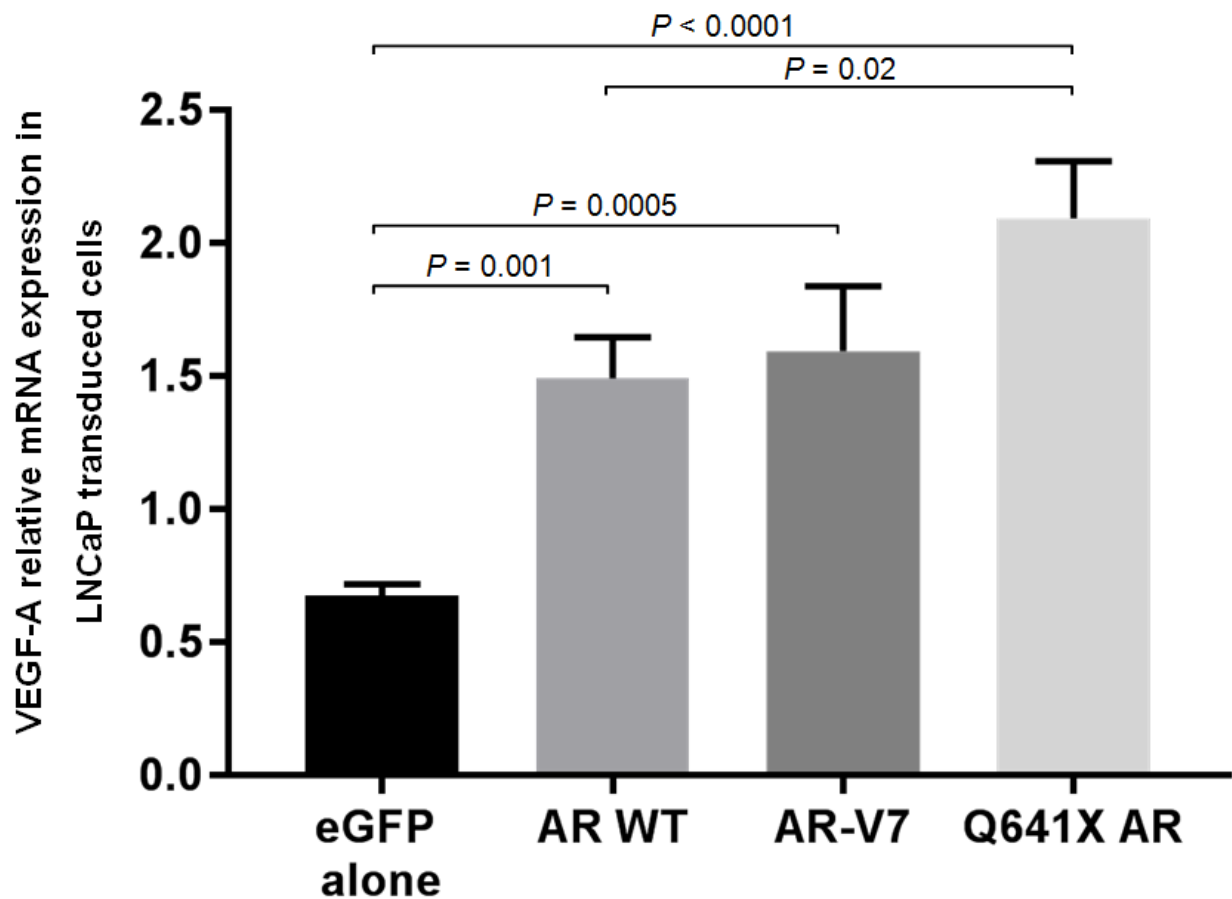 P < 0.0001
P = 0.02
P = 0.0005
P = 0.001
VEGF-A relative mRNA expression in
LNCaP transduced cells
2.5
2.0
1.5
1.0
0.5
0.0
eGFP
alone
AR WT
AR-V7
Q641X AR